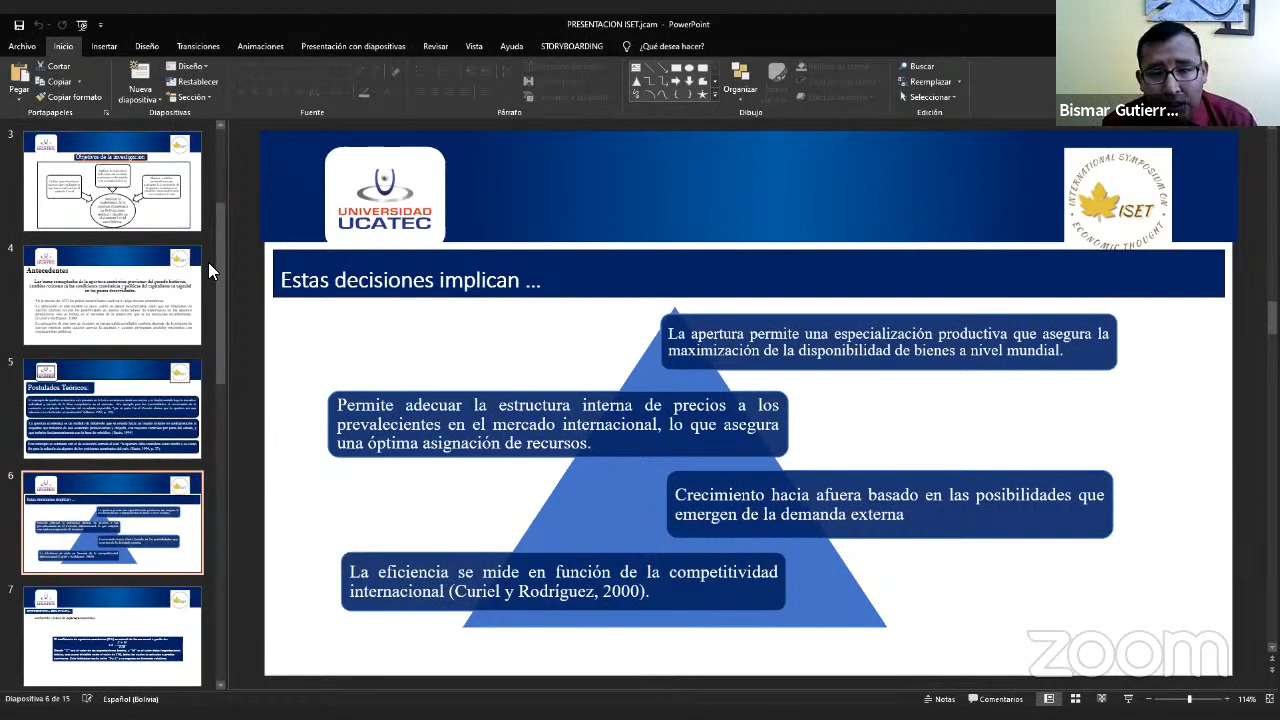 PRESENTACION ISET.jcam - PowerPoint
Archivo
Inicio
Insertar
Diseño
Transiciones
Animaciones
Presentación con diapositivas
Revisar
Vista
Ayuda
STORYBOARDING
¿Qué desea hacer?
Pegar
Cortar
Copiar
Copiar formato
Portapapeles
Nueva
diapositiva
Diseño
Restablecer
Sección
Diapositivas
Fuente
Párrafo
Organizar
Dibujo
Buscar
Reemplazar
Seleccionar
Edición
Bismar Gutierr...
3
Objetivos de la investigación
4
Antecedentes
5
Postulados Teóricos:
6
Estas decisiones implican ...
7
UNIVERSIDAD
UCATEC
INTERNATIONAL SYMPOSIUM ON
ISET
ECONOMIC THOUGHT
Estas decisiones implican ...
La apertura permite una especialización productiva que asegura la
maximización de la disponibilidad de bienes a nivel mundial.
Permite adecuar la estructura interna de precios a los
prevalecientes en el mercado internacional, lo que asegura
una óptima asignación de recursos.
Crecimiento hacia afuera basado en las posibilidades que
emergen de la demanda externa
La eficiencia se mide en función de la competitividad
internacional (Curiel y Rodríguez, 2000).
zoom
Diapositiva 6 de 15
Español (Bolivia)
Notas
Comentarios
114%